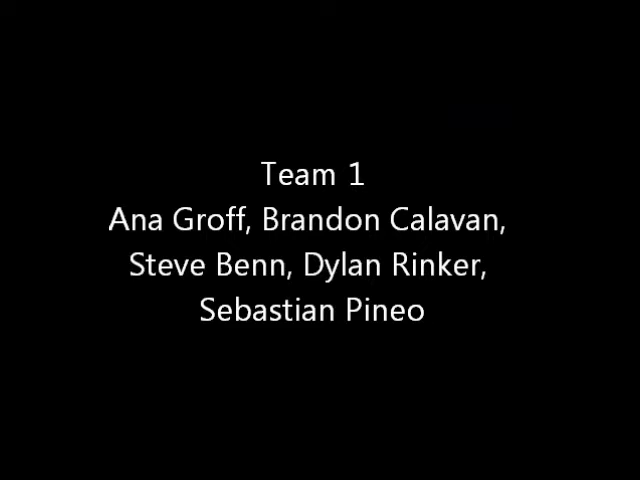 Team 1
Ana Groff, Brandon Calavan,
Steve Benn, Dylan Rinker,
Sebastian Pineo